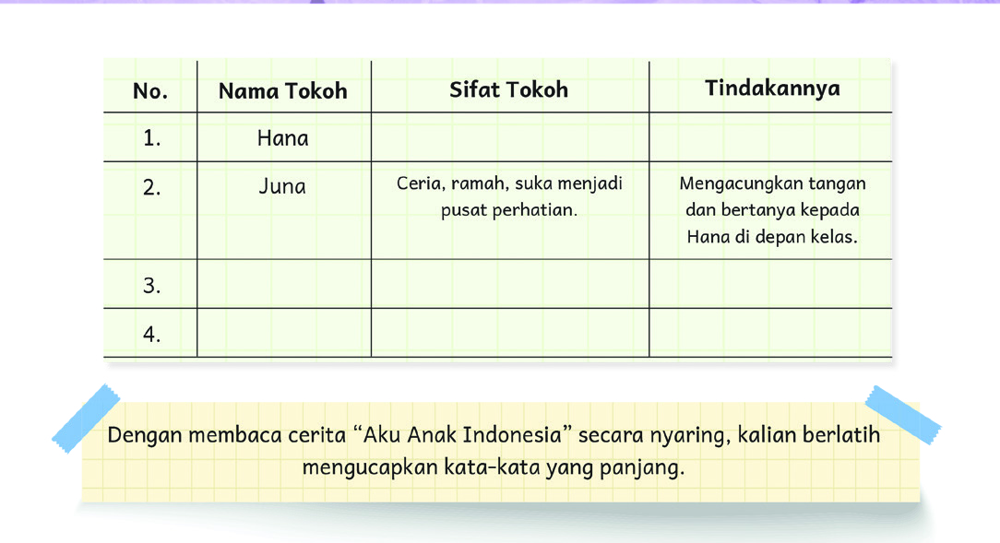 No. Nama Tokoh Sifat Tokoh Tindakannya
1. Hana
2. Juna Ceria, ramah, suka menjadi Mengacungkan tangan
pusat perhatian. dan bertanya kepada
Hana di depan kelas.
3.
4.
Dengan membaca cerita “Aku Anak Indonesia” secara nyaring, kalian berlatih
mengucapkan kata-kata yang panjang.